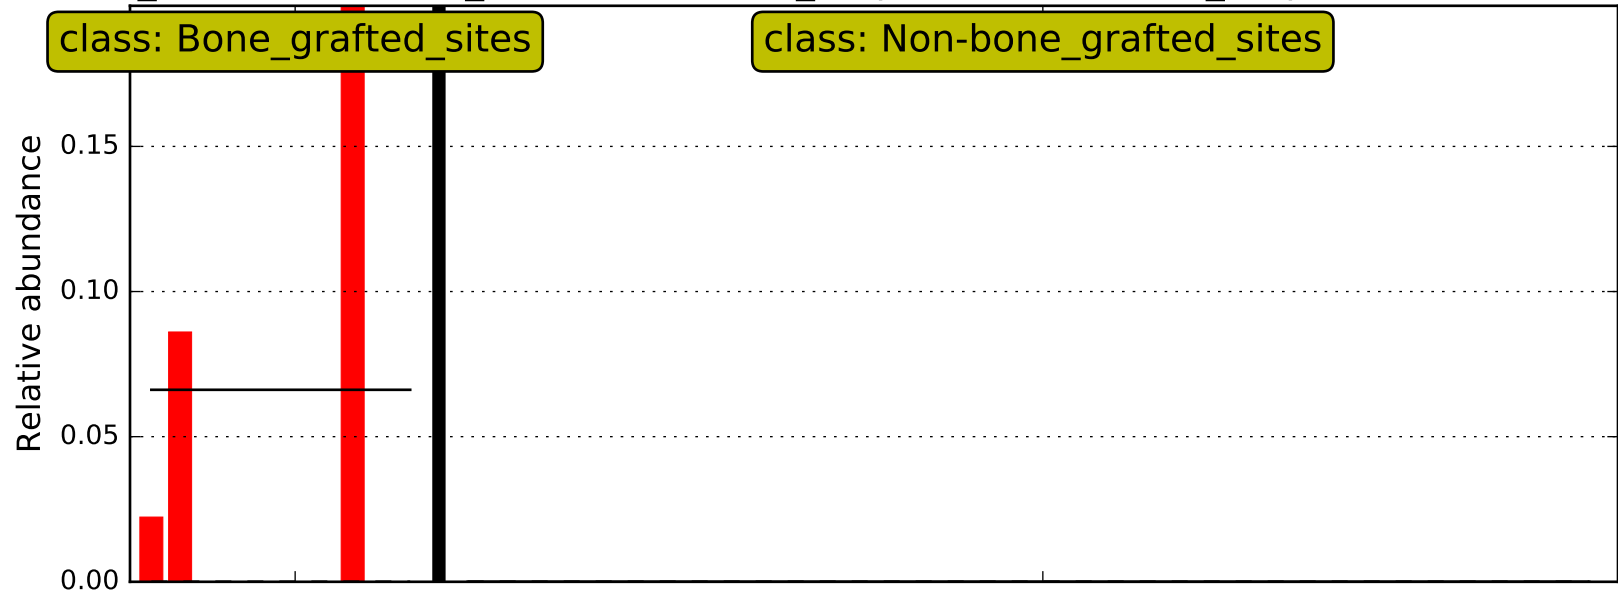 class: Bone_grafted_sites
class: Non-bone_grafted_sites
Relative abundance
0.15
0.10
0.05
0.00